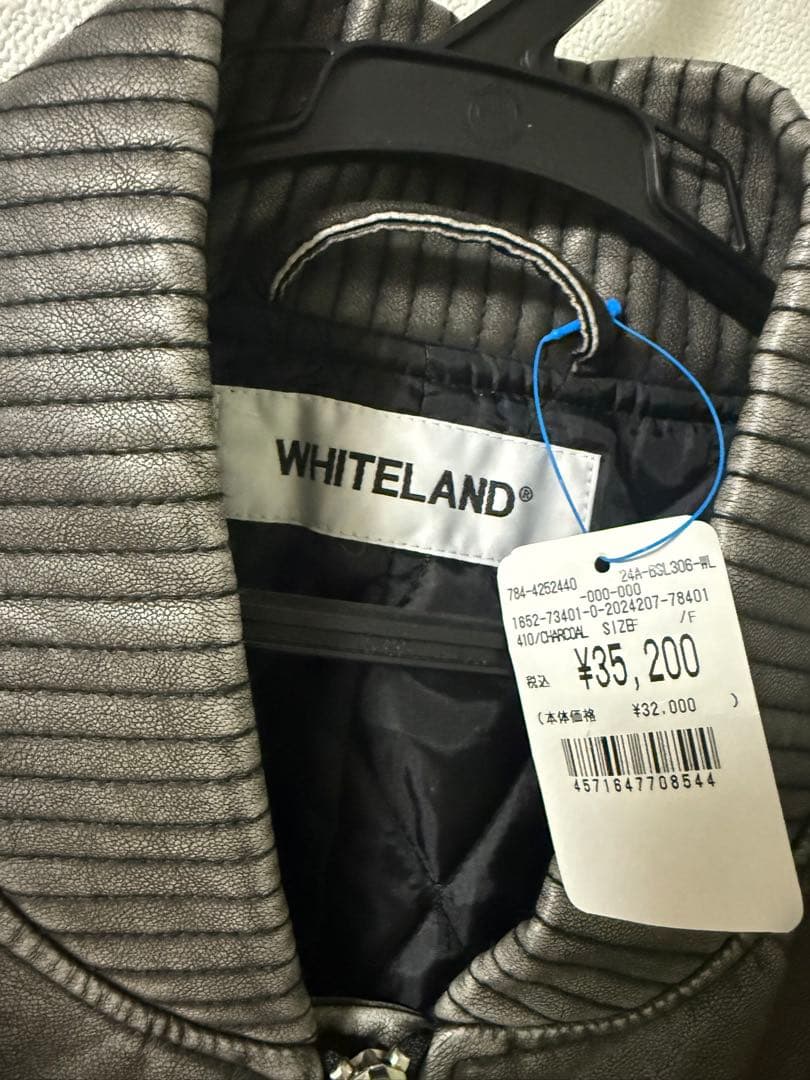 WHITELAND®
24A-BSL306-WL
784-4252440
-000-000
1652-73401-0-2024207-78401
410/CHARCOAL SIZE /F
税込 ¥35,200
(本体価格 ¥32,000 )
4571647708544